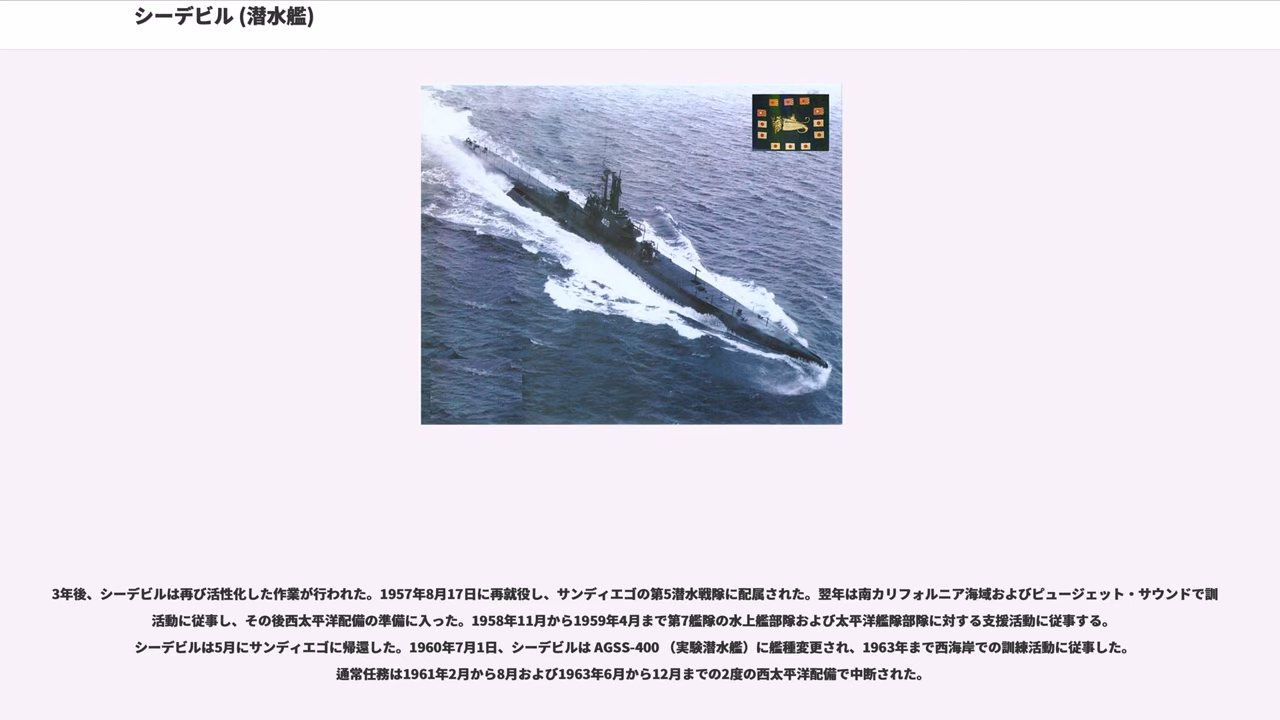 シーデビル (潜水艦)
3年後、シーデビルは再び活性化した作業が行われた。1957年8月17日に再就役し、サンディエゴの第5潜水戦隊に配属された。翌年は南カリフォルニア海域およびピュージェット・サウンドで訓
活動に従事し、その後西太平洋配備の準備に入った。1958年11月から1959年4月まで第7艦隊の水上艦部隊および太平洋艦隊部隊に対する支援活動に従事する。
シーデビルは5月にサンディエゴに帰還した。1960年7月1日、シーデビルは AGSS-400 （実験潜水艦）に艦種変更され、1963年まで西海岸での訓練活動に従事した。
通常任務は1961年2月から8月および1963年6月から12月までの2度の西太平洋配備で中断された。